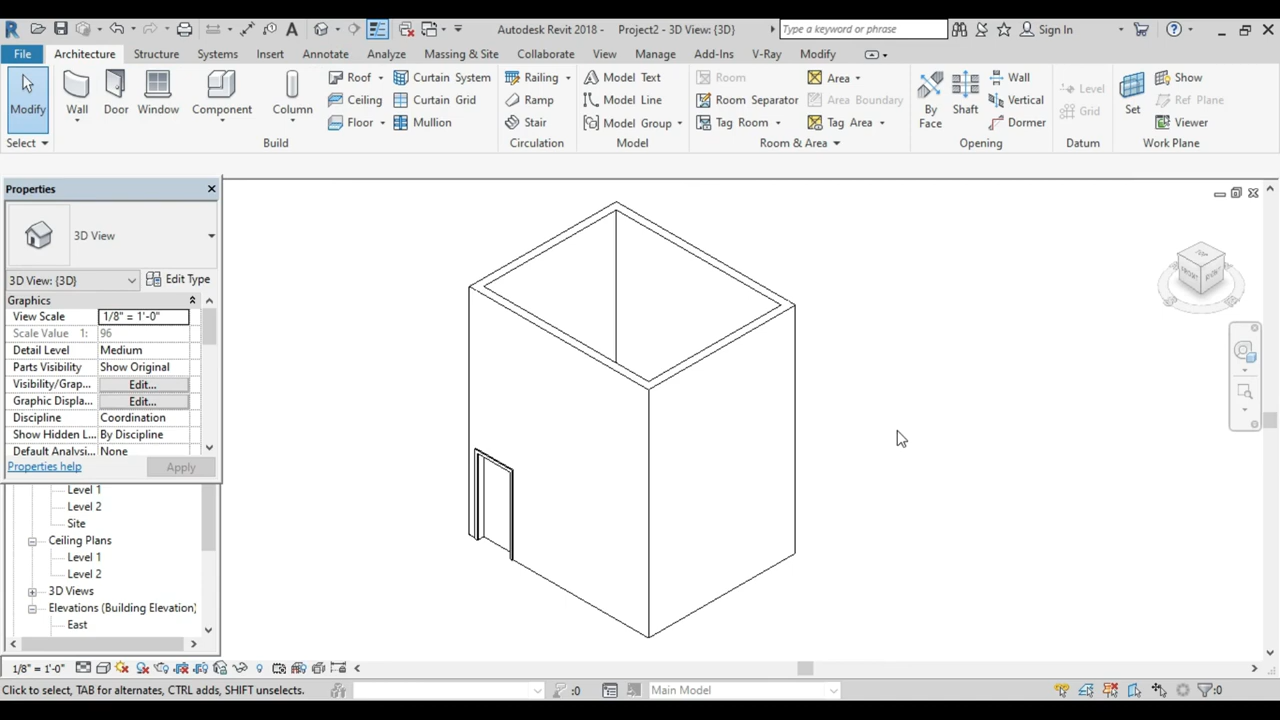 Autodesk Revit 2018 - Project2 - 3D View: {3D}
Type a keyword or phrase
Sign In
File Architecture Structure Systems Insert Annotate Analyze Massing & Site Collaborate View Manage Add-Ins V-Ray Modify
Modify Wall Door Window Component Column
Roof Curtain System Railing Model Text Room Area
Ceiling Curtain Grid Ramp Model Line Room Separator Area Boundary
Floor Mullion Stair Model Group Tag Room Tag Area
By Face Shaft Wall Vertical Dormer
Level Grid Set Show Ref Plane Viewer
Select Build Circulation Model Room & Area Opening Datum Work Plane
Properties
3D View
3D View: {3D} Edit Type
Graphics
View Scale 1/8" = 1'-0"
Scale Value 1: 96
Detail Level Medium
Parts Visibility Show Original
Visibility/Grap... Edit...
Graphic Displa... Edit...
Discipline Coordination
Show Hidden L... By Discipline
Default Analysi... None
Properties help Apply
Level 1
Level 2
Site
Ceiling Plans
Level 1
Level 2
3D Views
Elevations (Building Elevation)
East
TOP
FRONT RIGHT
1/8" = 1'-0"
Click to select, TAB for alternates, CTRL adds, SHIFT unselects.
:0
Main Model
:0